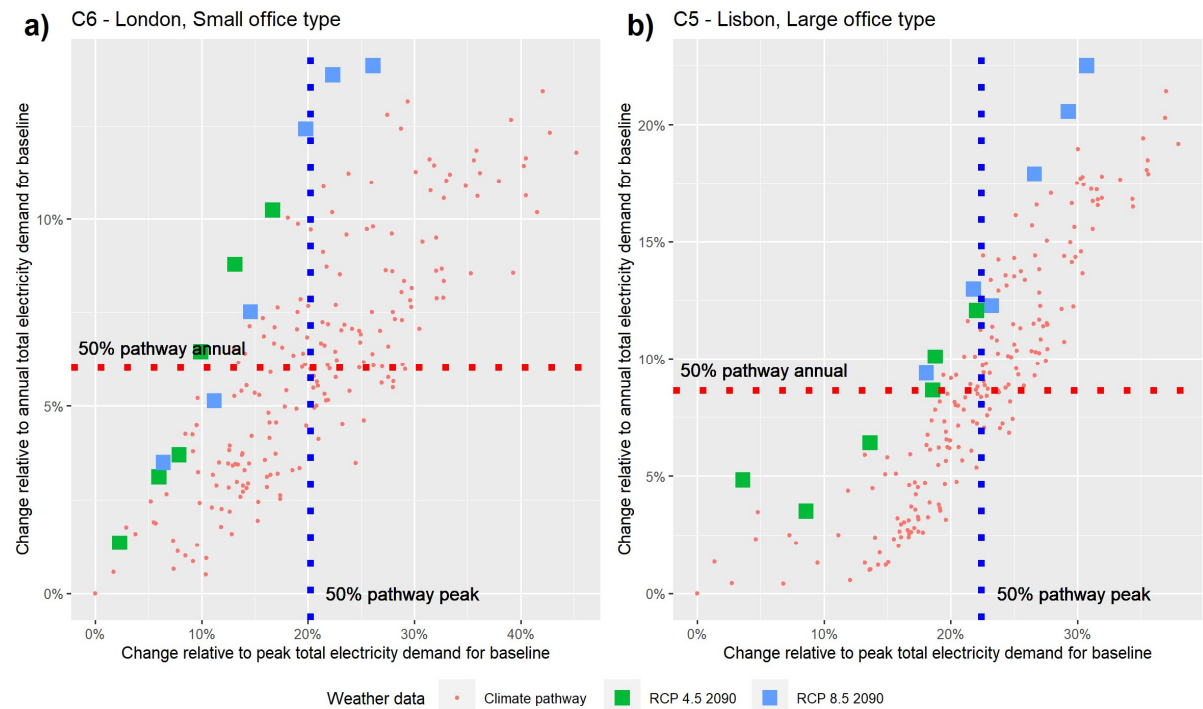 a) C6 - London, Small office type
Change relative to annual total electricity demand for baseline
10%
5%
0%
50% pathway annual
50% pathway peak
0% 10% 20% 30% 40%
Change relative to peak total electricity demand for baseline
b) C5 - Lisbon, Large office type
Change relative to annual total electricity demand for baseline
20%
15%
10%
5%
0%
50% pathway annual
50% pathway peak
0% 10% 20% 30%
Change relative to peak total electricity demand for baseline
Weather data Climate pathway RCP 4.5 2090 RCP 8.5 2090